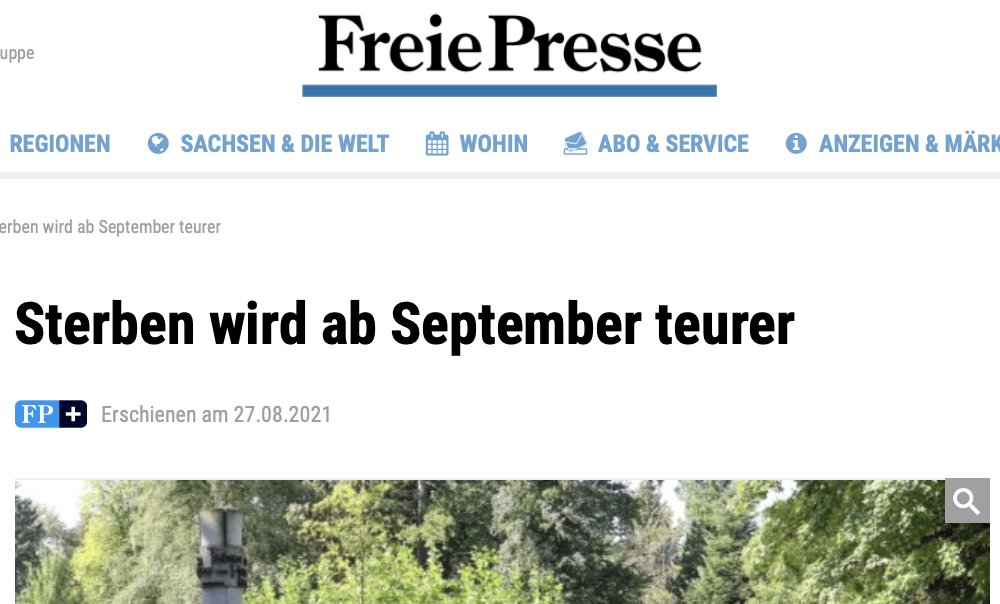 Freie Presse
uppe
REGIONEN SACHSEN & DIE WELT WOHIN ABO & SERVICE ANZEIGEN & MÄRK
erben wird ab September teurer
Sterben wird ab September teurer
FP+ Erschienen am 27.08.2021